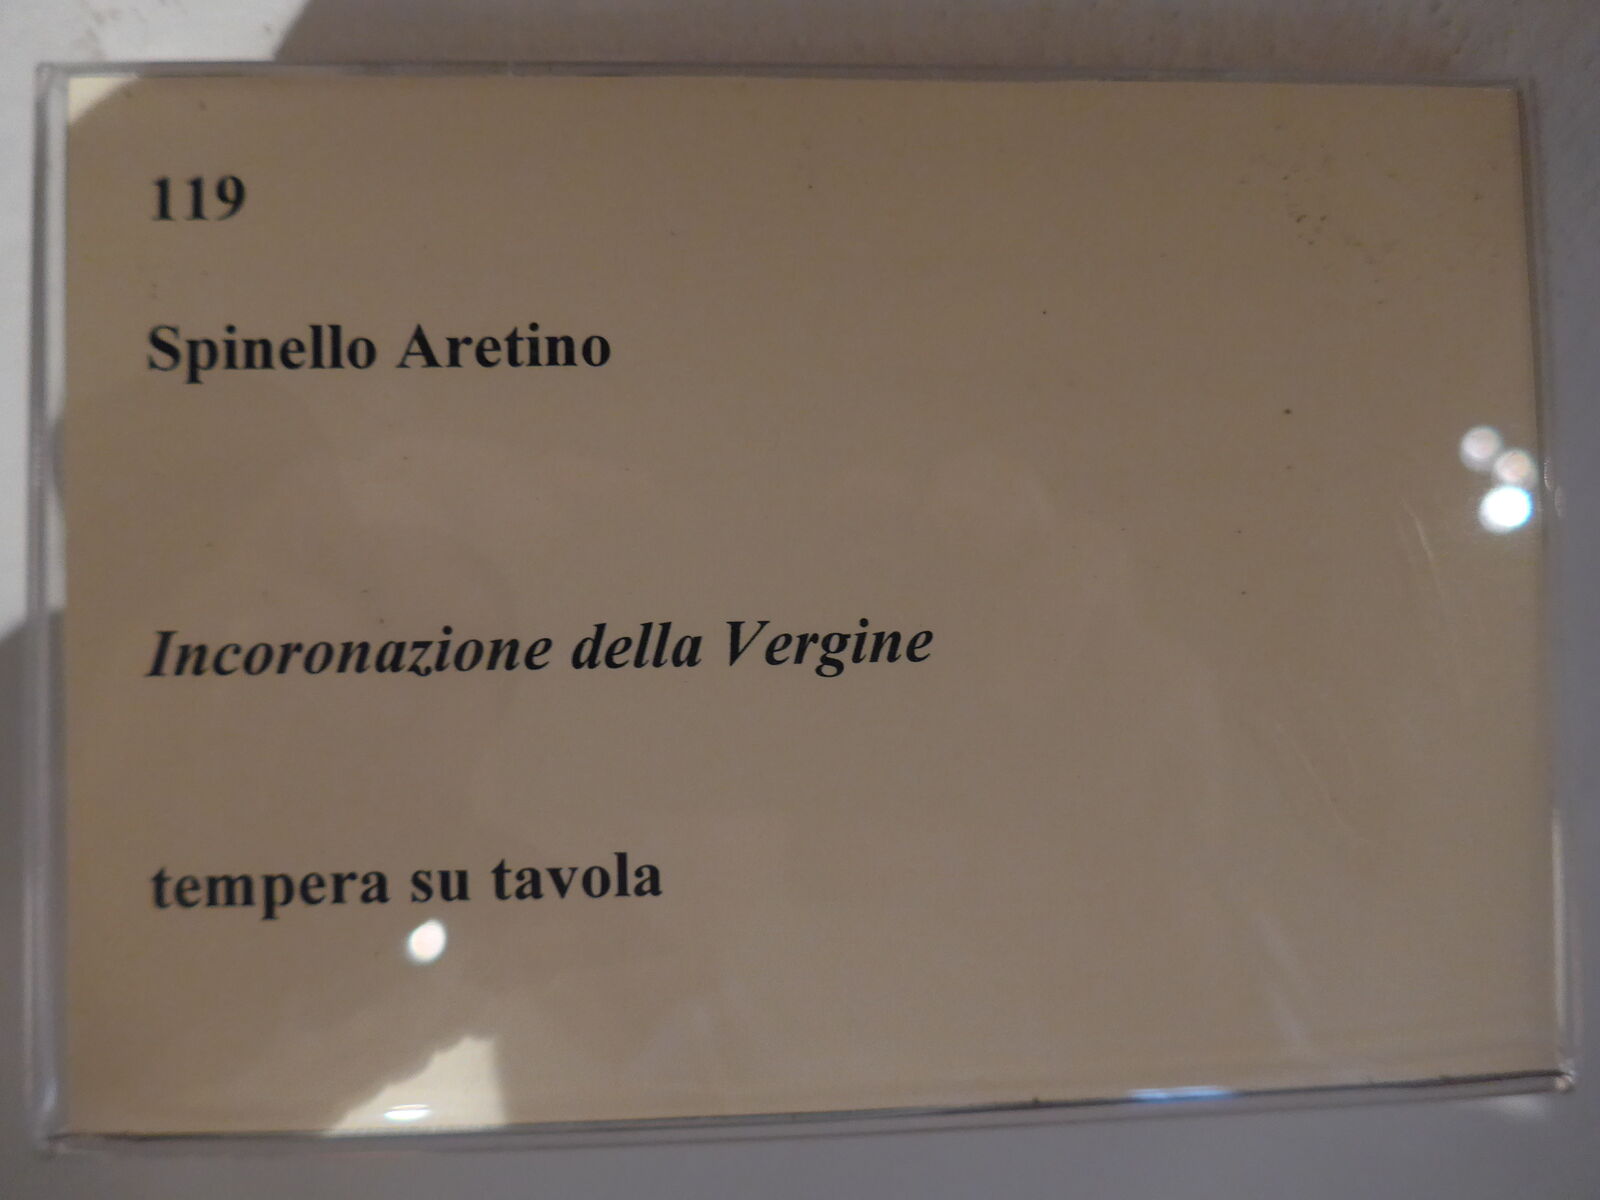 119
Spinello Aretino
Incoronazione della Vergine
tempera su tavola